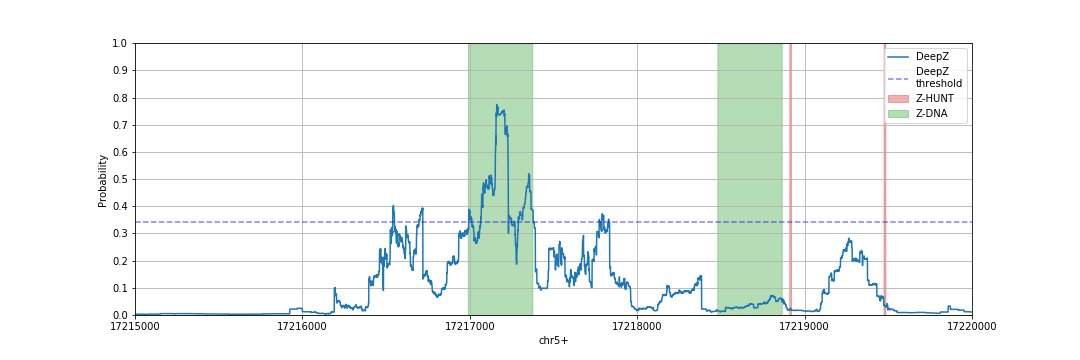 1.0
0.9
0.8
0.7
0.6
0.5
0.4
0.3
0.2
0.1
0.0
Probability
DeepZ
DeepZ
threshold
Z-HUNT
Z-DNA
17215000 17216000 17217000 17218000 17219000 17220000
chr5+